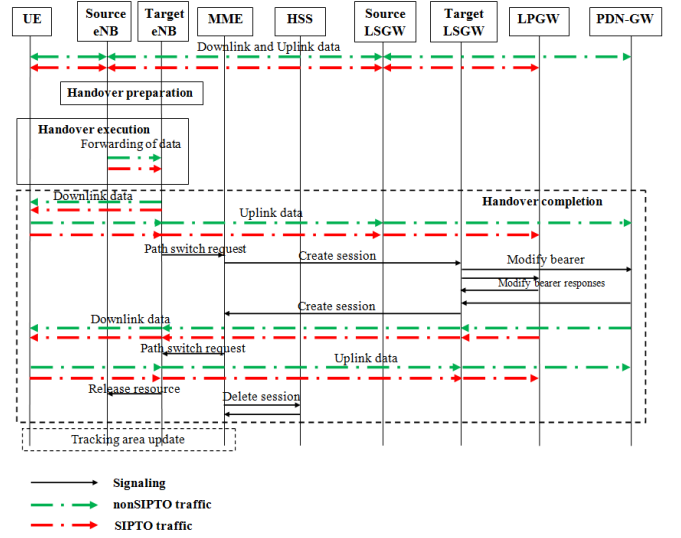 UE
Source
eNB
Target
eNB
MME
HSS
Source
LSGW
Target
LSGW
LPGW
PDN-GW
Downlink and Uplink data
Handover preparation
Handover execution
Forwarding of data
Downlink data
Handover completion
Uplink data
Path switch request
Create session
Modify bearer
Modify bearer responses
Create session
Downlink data
Path switch request
Uplink data
Release resource
Delete session
Tracking area update
Signaling
nonSIPTO traffic
SIPTO traffic